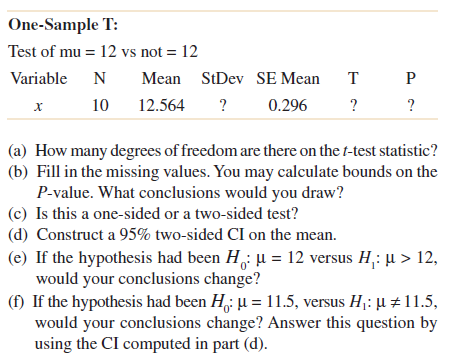 One-Sample T:
Test of mu = 12 vs not = 12
Variable N Mean StDev SE Mean T P
x 10 12.564 ? 0.296 ? ?
(a) How many degrees of freedom are there on the t-test statistic?
(b) Fill in the missing values. You may calculate bounds on the
P-value. What conclusions would you draw?
(c) Is this a one-sided or a two-sided test?
(d) Construct a 95% two-sided CI on the mean.
(e) If the hypothesis had been H₀: μ = 12 versus H₁: μ > 12,
would your conclusions change?
(f) If the hypothesis had been H₀: μ = 11.5, versus H₁: μ ≠ 11.5,
would your conclusions change? Answer this question by
using the CI computed in part (d).